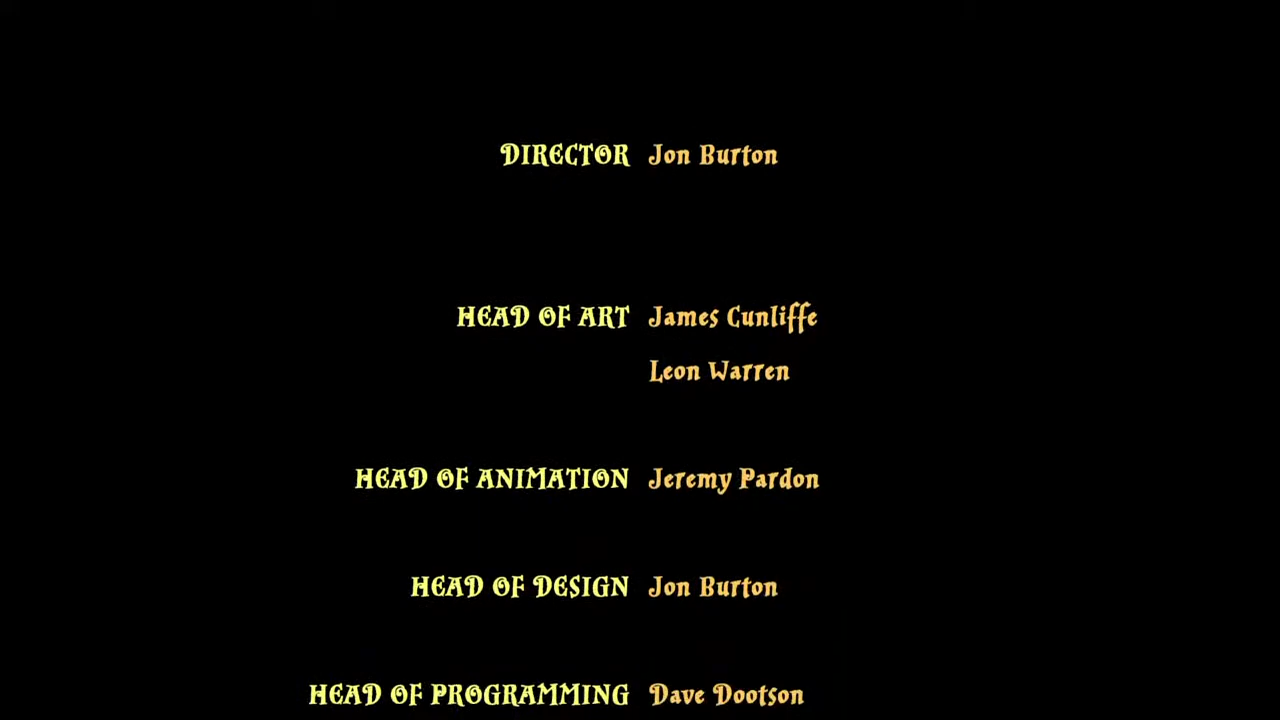 DIRECTOR Jon Burton
HEAD OF ART James Cunliffe
Leon Warren
HEAD OF ANIMATION Jeremy Pardon
HEAD OF DESIGN Jon Burton
HEAD OF PROGRAMMING Dave Dootson